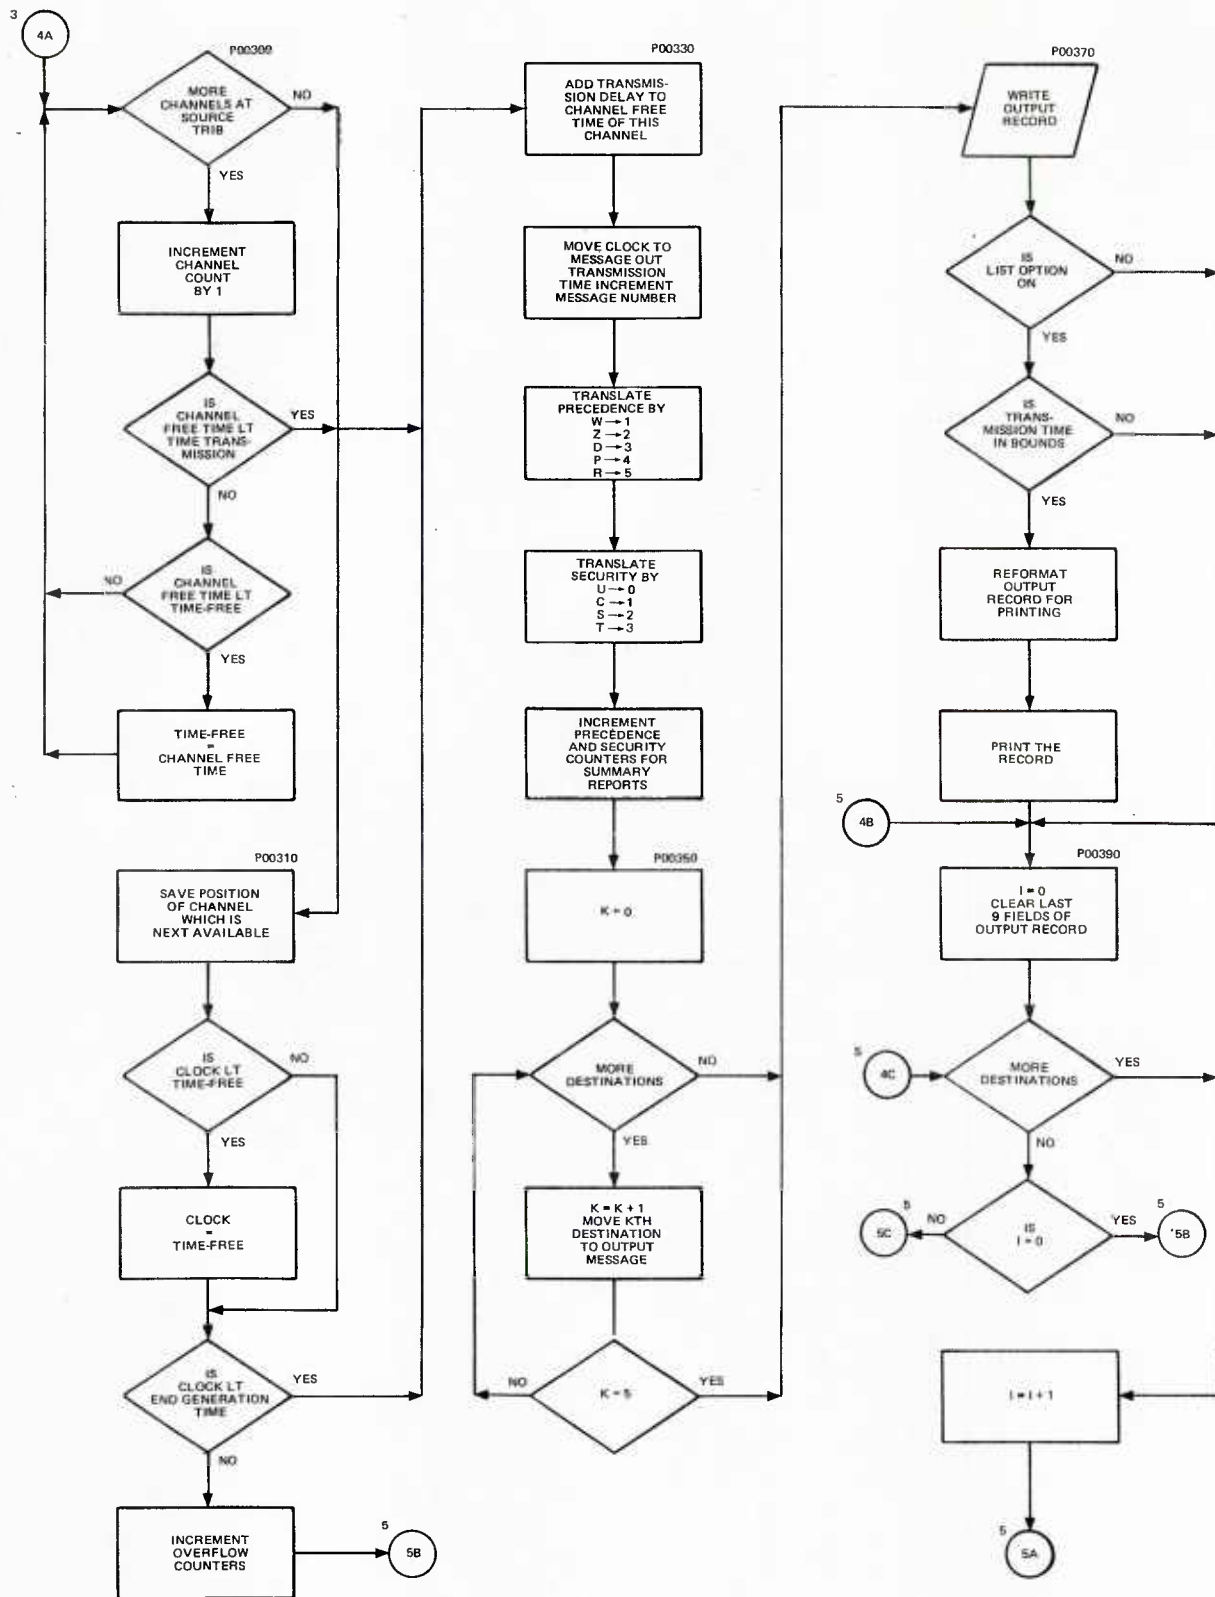 3
4A
P00300
MORE
CHANNELS AT
SOURCE
TRIB
NO
YES
INCREMENT
CHANNEL
COUNT
BY 1
IS
CHANNEL
FREE TIME LT
TIME TRANS-
MISSION
YES
NO
IS
CHANNEL
FREE TIME LT
TIME-FREE
NO
YES
TIME-FREE
=
CHANNEL FREE
TIME
P00310
SAVE POSITION
OF CHANNEL
WHICH IS
NEXT AVAILABLE
IS
CLOCK LT
TIME-FREE
NO
YES
CLOCK
=
TIME-FREE
IS
CLOCK LT
END GENERATION
TIME
YES
NO
INCREMENT
OVERFLOW
COUNTERS
5
5B
P00330
ADD TRANSMIS-
SION DELAY TO
CHANNEL FREE
TIME OF THIS
CHANNEL
MOVE CLOCK TO
MESSAGE OUT
TRANSMISSION
TIME INCREMENT
MESSAGE NUMBER
TRANSLATE
PRECEDENCE BY
W → 1
Z → 2
D → 3
P → 4
R → 5
TRANSLATE
SECURITY BY
U → 0
C → 1
S → 2
T → 3
INCREMENT
PRECEDENCE
AND SECURITY
COUNTERS FOR
SUMMARY
REPORTS
P00350
K = 0
MORE
DESTINATIONS
NO
YES
K = K + 1
MOVE KTH
DESTINATION
TO OUTPUT
MESSAGE
K = 5
NO
YES
P00370
WRITE
OUTPUT
RECORD
IS
LIST OPTION
ON
NO
YES
IS
TRANS-
MISSION TIME
IN BOUNDS
NO
YES
REFORMAT
OUTPUT
RECORD FOR
PRINTING
PRINT THE
RECORD
5
4B
P00390
I = 0
CLEAR LAST
9 FIELDS OF
OUTPUT RECORD
5
4C
MORE
DESTINATIONS
YES
NO
5
5C
NO
IS
I = 0
YES
5
5B
I = I + 1
5
5A